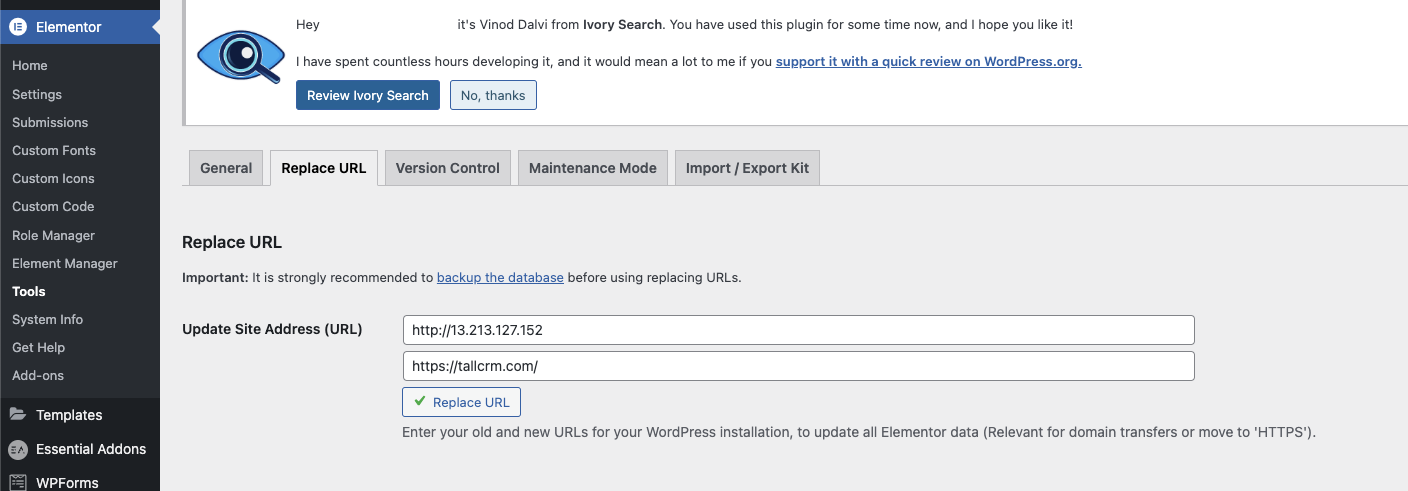 Elementor
Home
Settings
Submissions
Custom Fonts
Custom Icons
Custom Code
Role Manager
Element Manager
Tools
System Info
Get Help
Add-ons
Templates
EA Essential Addons
WPForms
Hey it's Vinod Dalvi from Ivory Search. You have used this plugin for some time now, and I hope you like it!
I have spent countless hours developing it, and it would mean a lot to me if you support it with a quick review on WordPress.org.
Review Ivory Search No, thanks
General Replace URL Version Control Maintenance Mode Import / Export Kit
Replace URL
Important: It is strongly recommended to backup the database before using replacing URLs.
Update Site Address (URL) http://13.213.127.152
https://tallcrm.com/
Replace URL
Enter your old and new URLs for your WordPress installation, to update all Elementor data (Relevant for domain transfers or move to 'HTTPS').